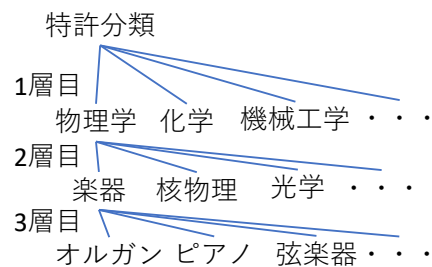 特許分類
1層目
物理学 化学 機械工学・・・
2層目
楽器 核物理 光学 ・・・
3層目
オルガン ピアノ 弦楽器・・・